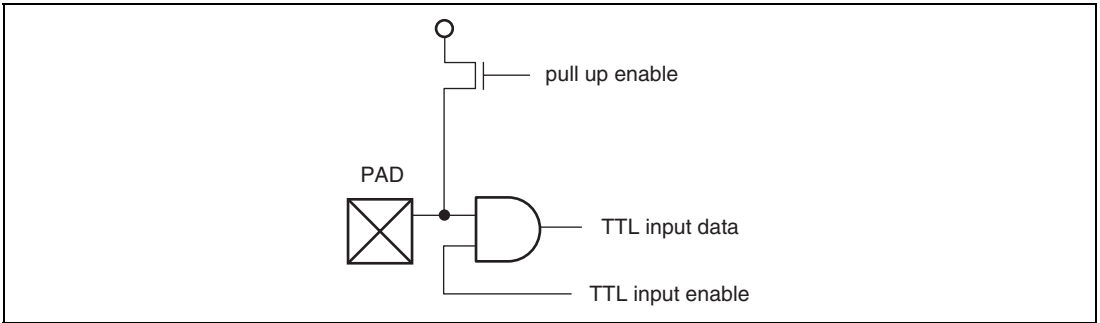 pull up enable
PAD
TTL input data
TTL input enable